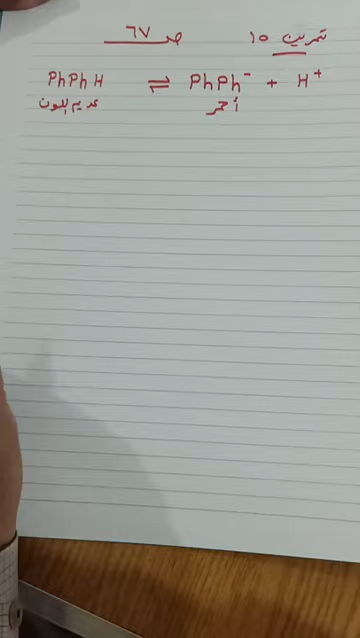 تمرين ١٥ ص ٦٧
PhPhH ⇌ PhPh⁻ + H⁺
عديم اللون أحمر